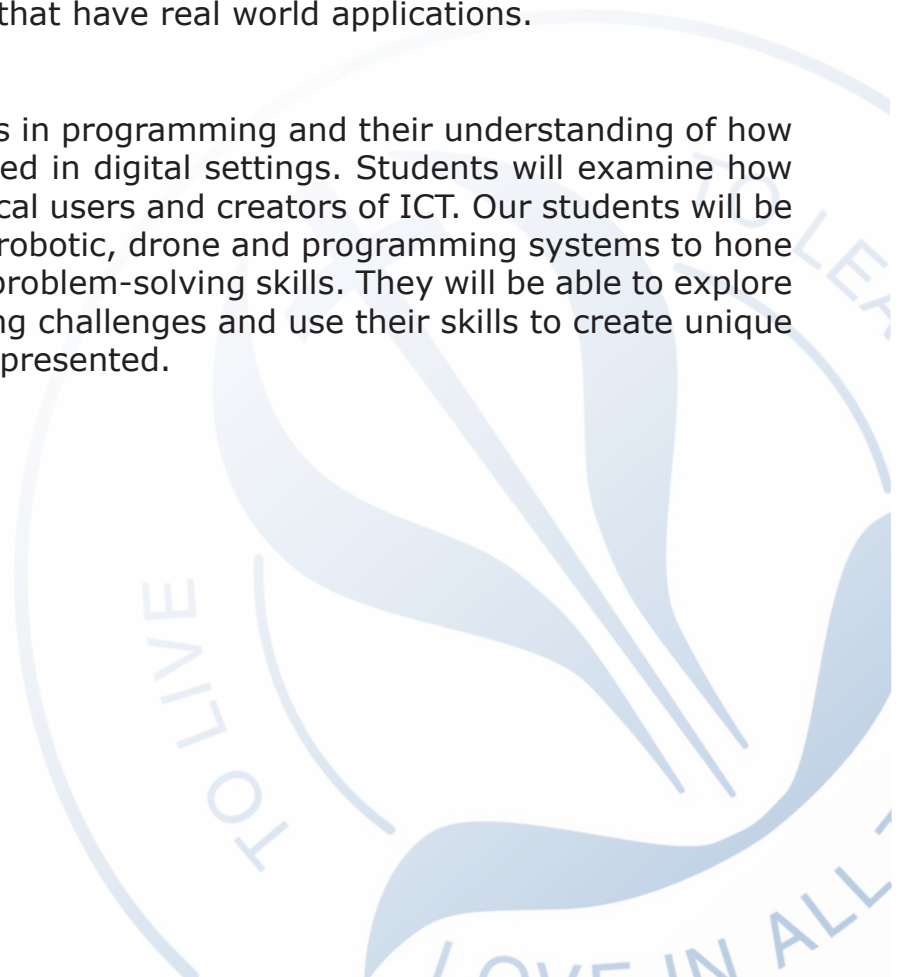 that have real world applications.
s in programming and their understanding of how
ed in digital settings. Students will examine how
cal users and creators of ICT. Our students will be
robotic, drone and programming systems to hone
problem-solving skills. They will be able to explore
ng challenges and use their skills to create unique
presented.
TO LEA
TO LIVE
LOVE IN ALL T